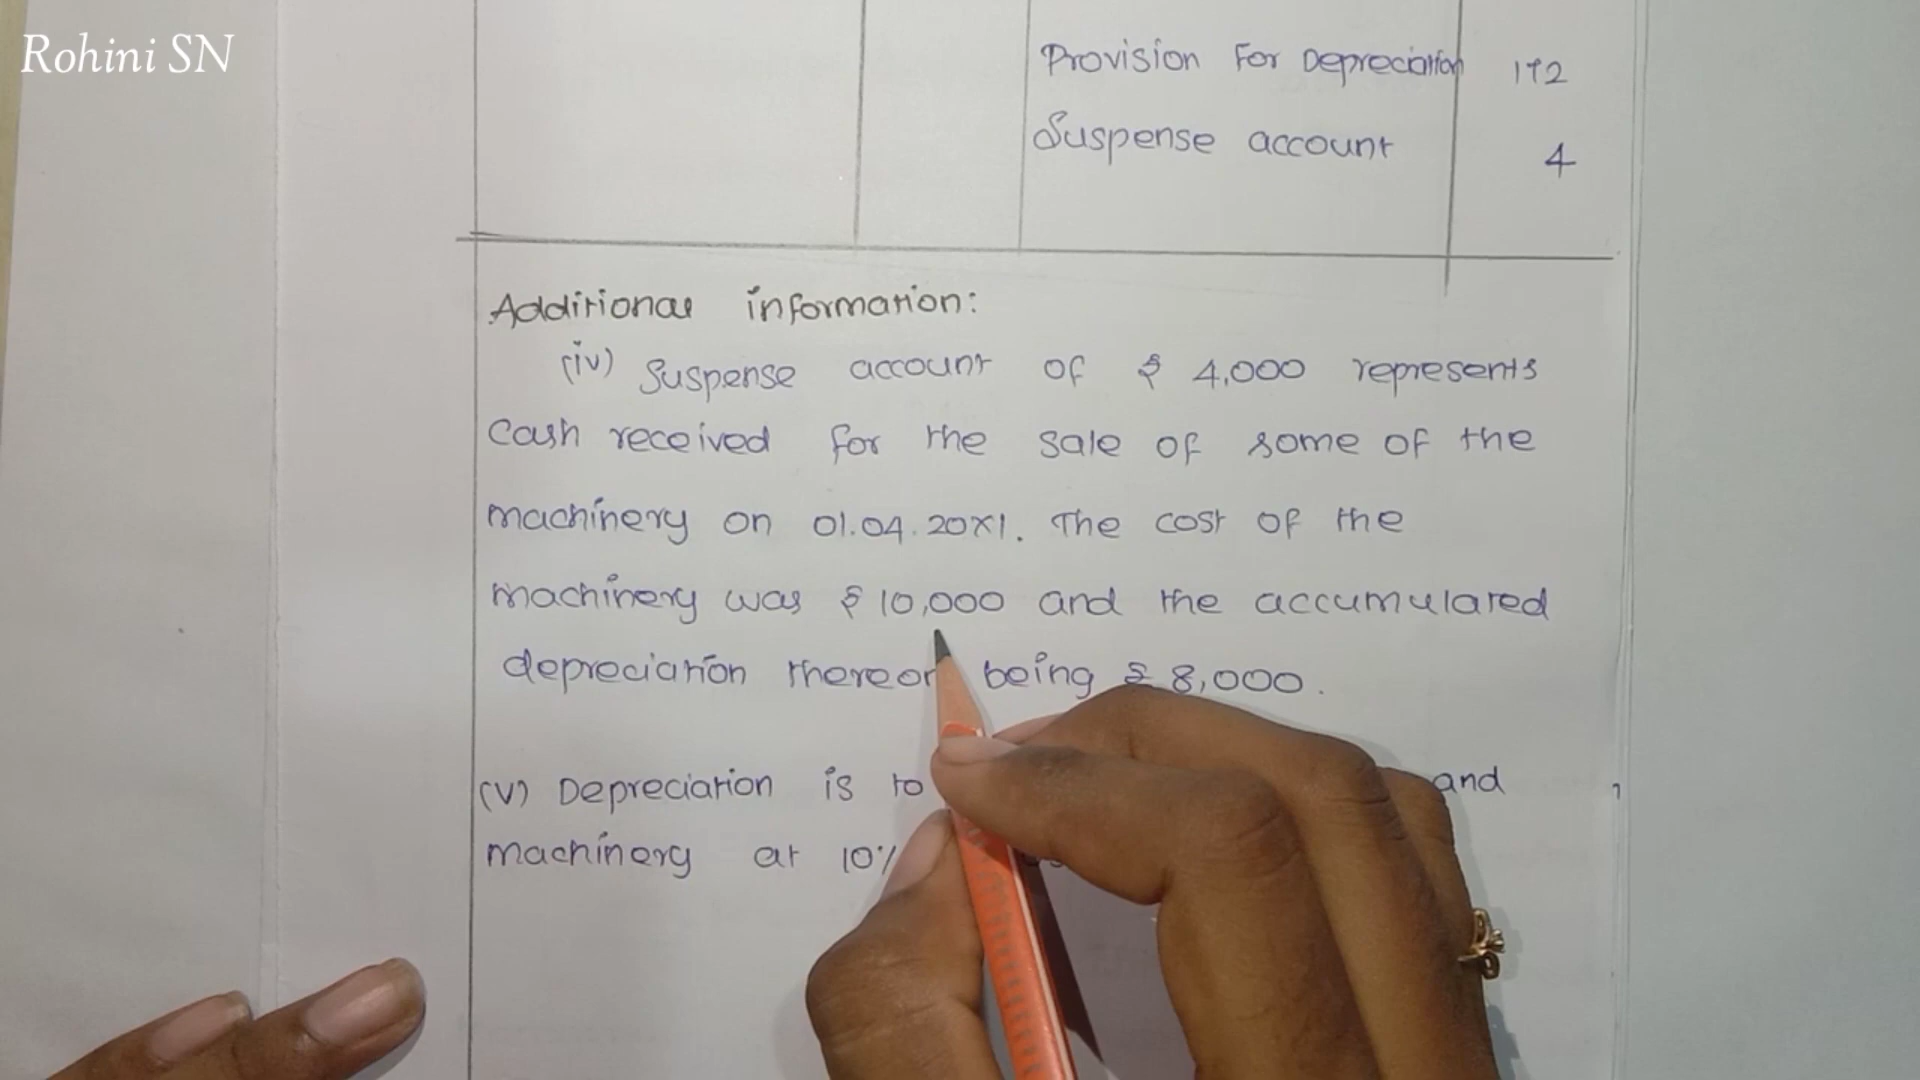 Rohini SN
Provision For Depreciation 172
Suspense account 4
Additional information:
(iv) Suspense account of ₹ 4,000 represents
Cash received for the sale of some of the
machinery on 01.04.20X1. The cost of the
machinery was ₹ 10,000 and the accumulated
depreciation thereon being ₹ 8,000.
(V) Depreciation is to and
machinery at 10%